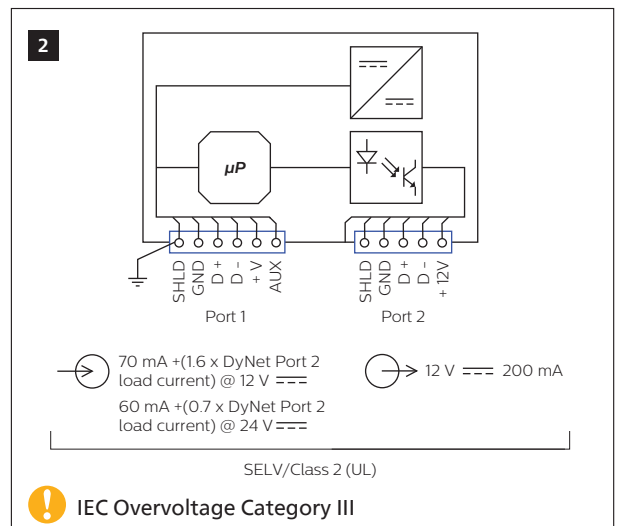 2
μP
SHLD
GND
D +
D -
+ V
AUX
SHLD
GND
D +
D -
+ 12V
Port 1
Port 2
70 mA +(1.6 x DyNet Port 2
load current) @ 12 V
60 mA +(0.7 x DyNet Port 2
load current) @ 24 V
12 V 200 mA
SELV/Class 2 (UL)
! IEC Overvoltage Category III